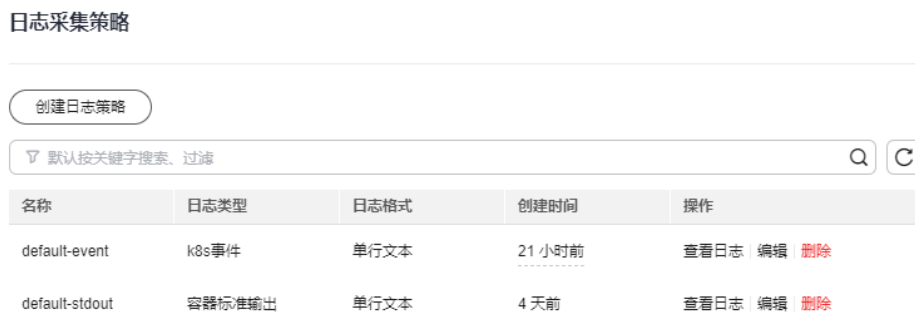 日志采集策略
创建日志策略
默认按关键字搜索、过滤
名称 日志类型 日志格式 创建时间 操作
default-event k8s事件 单行文本 21 小时前 查看日志 编辑 删除
default-stdout 容器标准输出 单行文本 4 天前 查看日志 编辑 删除